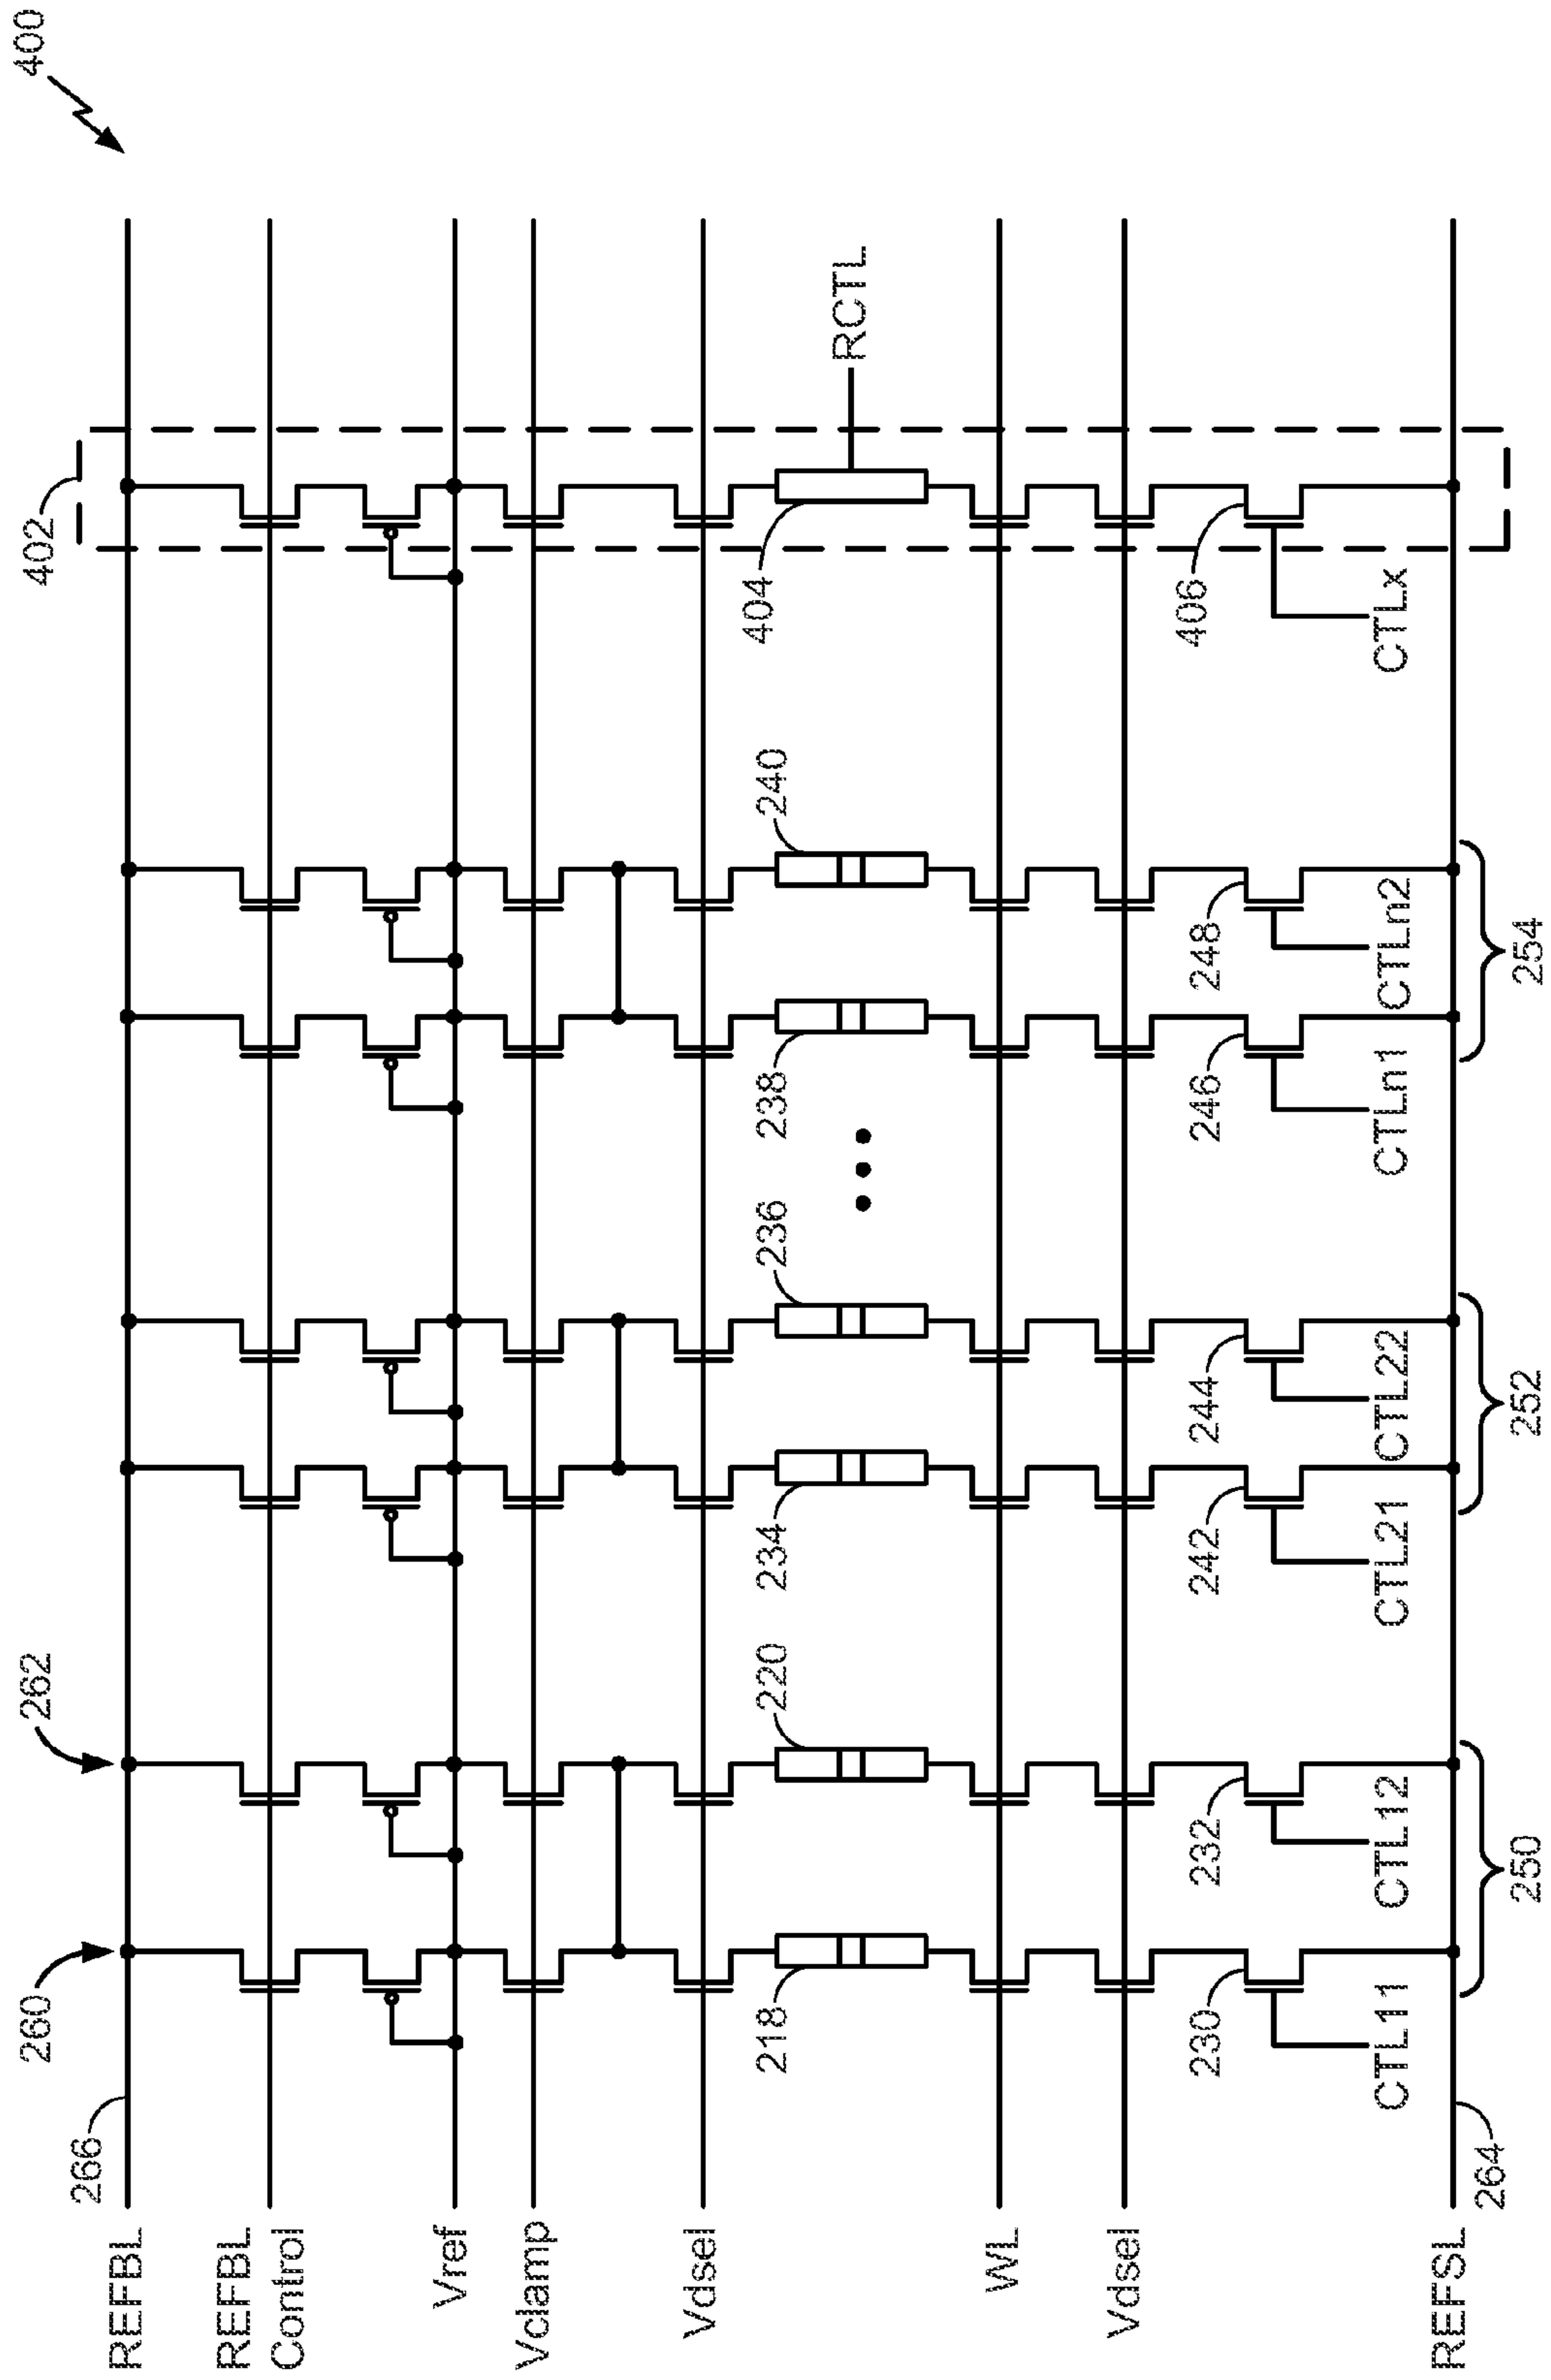 400
260
262
402
266
REFBL
REFBL
Control
Vref
Vclamp
Vdsel
218
220
234
236
238
240
404
RCTL
WL
Vdsel
230
232
242
244
246
248
406
CTL11
CTL12
CTL21
CTL22
CTLn1
CTLn2
CTLx
REFSL
264
250
252
254